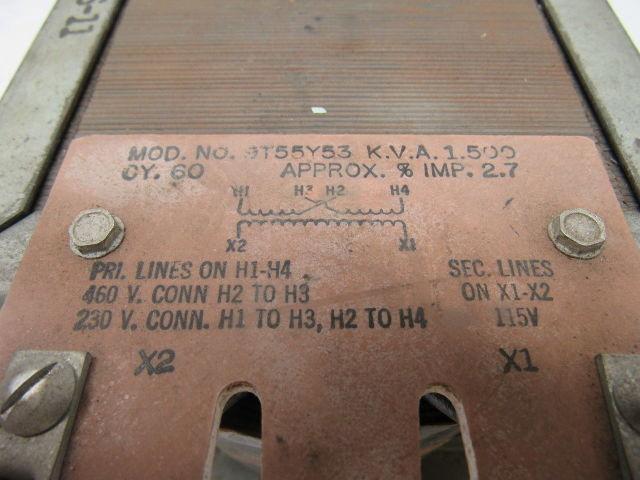 MOD. NO. 9T55Y53 K.V.A. 1.500
CY. 60 APPROX. % IMP. 2.7
H1 H3 H2 H4
X2 X1
PRI. LINES ON H1-H4
460 V. CONN H2 TO H3
230 V. CONN. H1 TO H3, H2 TO H4
SEC. LINES
ON X1-X2
115V
X2 X1